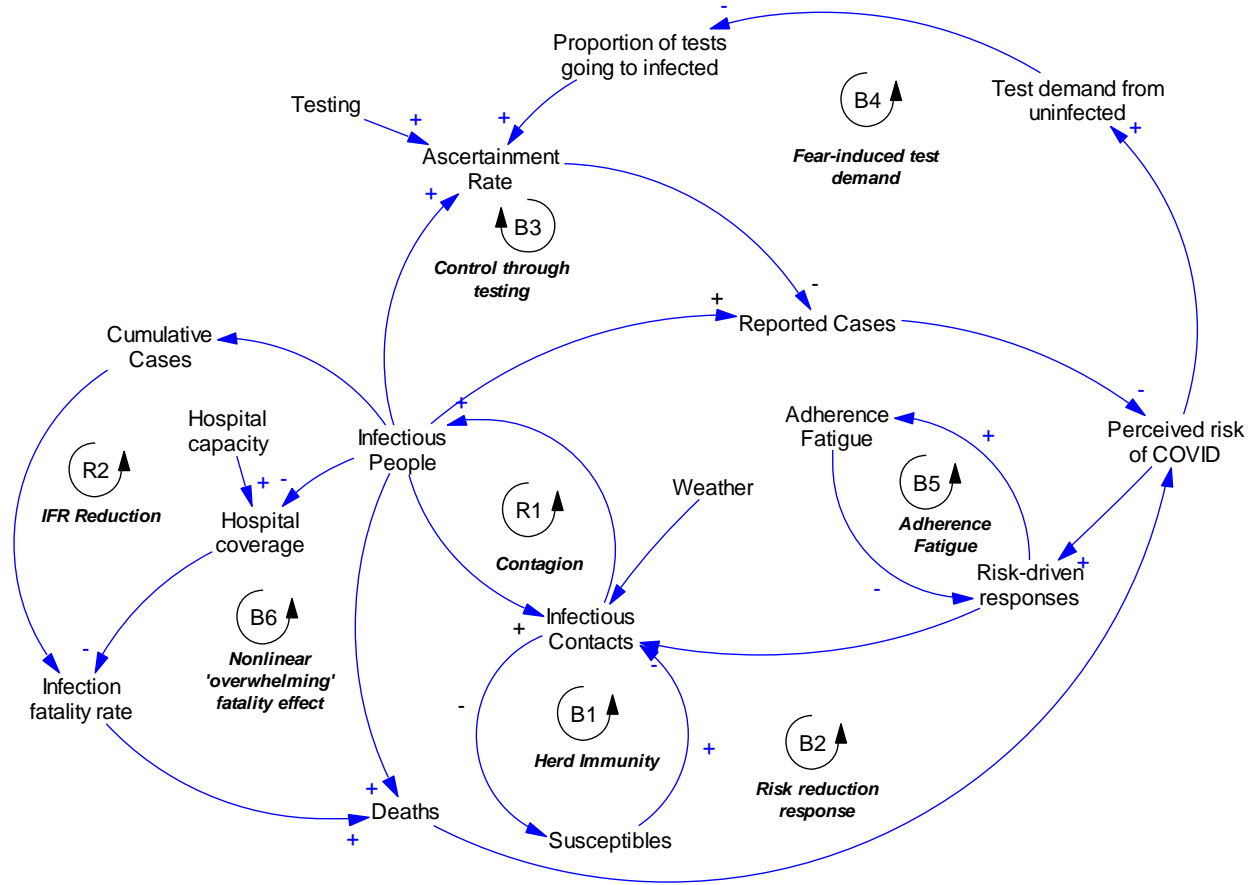 -
Proportion of tests
going to infected
B4
Test demand from
uninfected
+
Testing
+
+
Fear-induced test
demand
Ascertainment
Rate
+
B3
Control through
testing
-
+
Reported Cases
Cumulative
Cases
-
Hospital
capacity
+
Adherence
Fatigue
+
Perceived risk
of COVID
Infectious
People
R2
IFR Reduction
+ -
Weather
B5
Adherence
Fatigue
R1
Contagion
Hospital
coverage
+
Risk-driven
responses
-
B6
Nonlinear
'overwhelming'
fatality effect
Infectious
Contacts
+
-
-
Infection
fatality rate
-
B1
Herd Immunity
+
B2
Risk reduction
response
+
Deaths
+
Susceptibles